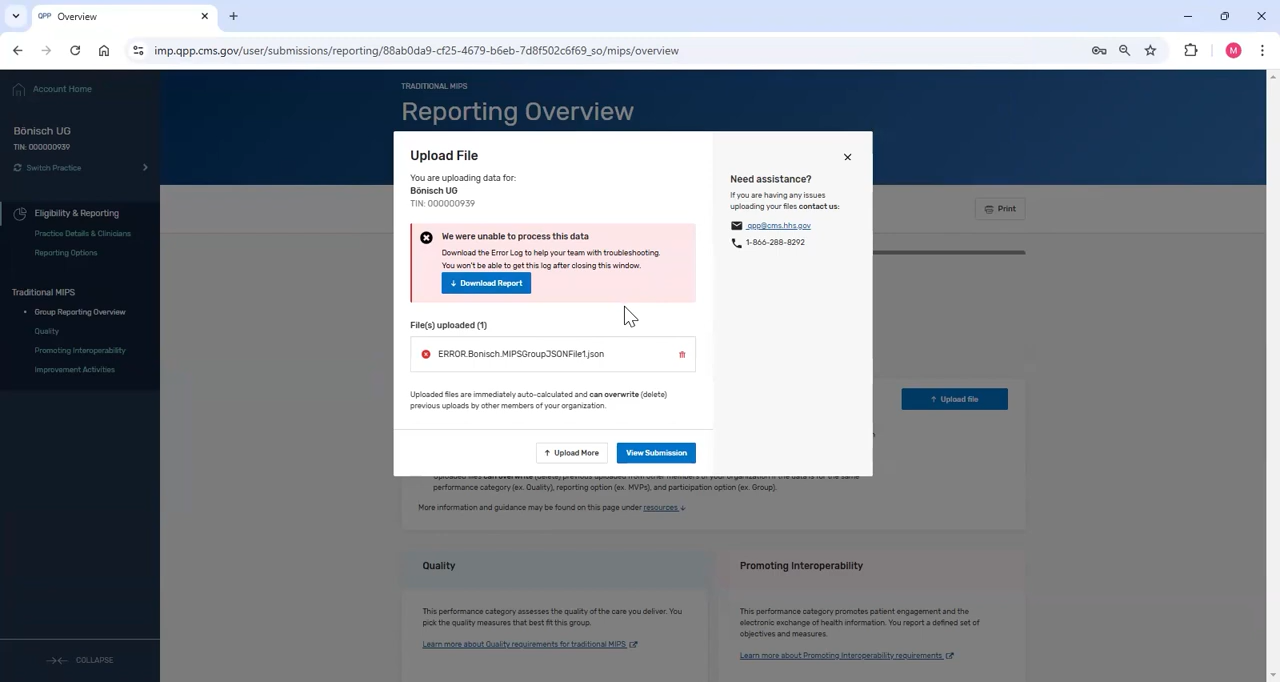 QPP Overview
imp.qpp.cms.gov/user/submissions/reporting/88ab0da9-cf25-4679-b6eb-7d8f502c6f69_so/mips/overview
M
Account Home
Bönisch UG
TIN: 000000939
Switch Practice
Eligibility & Reporting
Practice Details & Clinicians
Reporting Options
Traditional MIPS
Group Reporting Overview
Quality
Promoting Interoperability
Improvement Activities
COLLAPSE
TRADITIONAL MIPS
Reporting Overview
Print
Upload File
You are uploading data for:
Bönisch UG
TIN: 000000939
We were unable to process this data
Download the Error Log to help your team with troubleshooting.
You won't be able to get this log after closing this window.
Download Report
File(s) uploaded (1)
ERROR.Bonisch.MIPSGroupJSONFile1.json
Uploaded files are immediately auto-calculated and can overwrite (delete)
previous uploads by other members of your organization.
Upload More
View Submission
Need assistance?
If you are having any issues
uploading your files contact us:
qpp@cms.hhs.gov
1-866-288-8292
Upload file
Uploaded files can overwrite (delete) previous uploaded from other members of your organization if the data is for the same
performance category (ex. Quality), reporting option (ex. MVPs), and participation option (ex. Group).
More information and guidance may be found on this page under resources
Quality
This performance category assesses the quality of the care you deliver. You
pick the quality measures that best fit this group.
Learn more about Quality requirements for traditional MIPS
Promoting Interoperability
This performance category promotes patient engagement and the
electronic exchange of health information. You report a defined set of
objectives and measures.
Learn more about Promoting Interoperability requirements